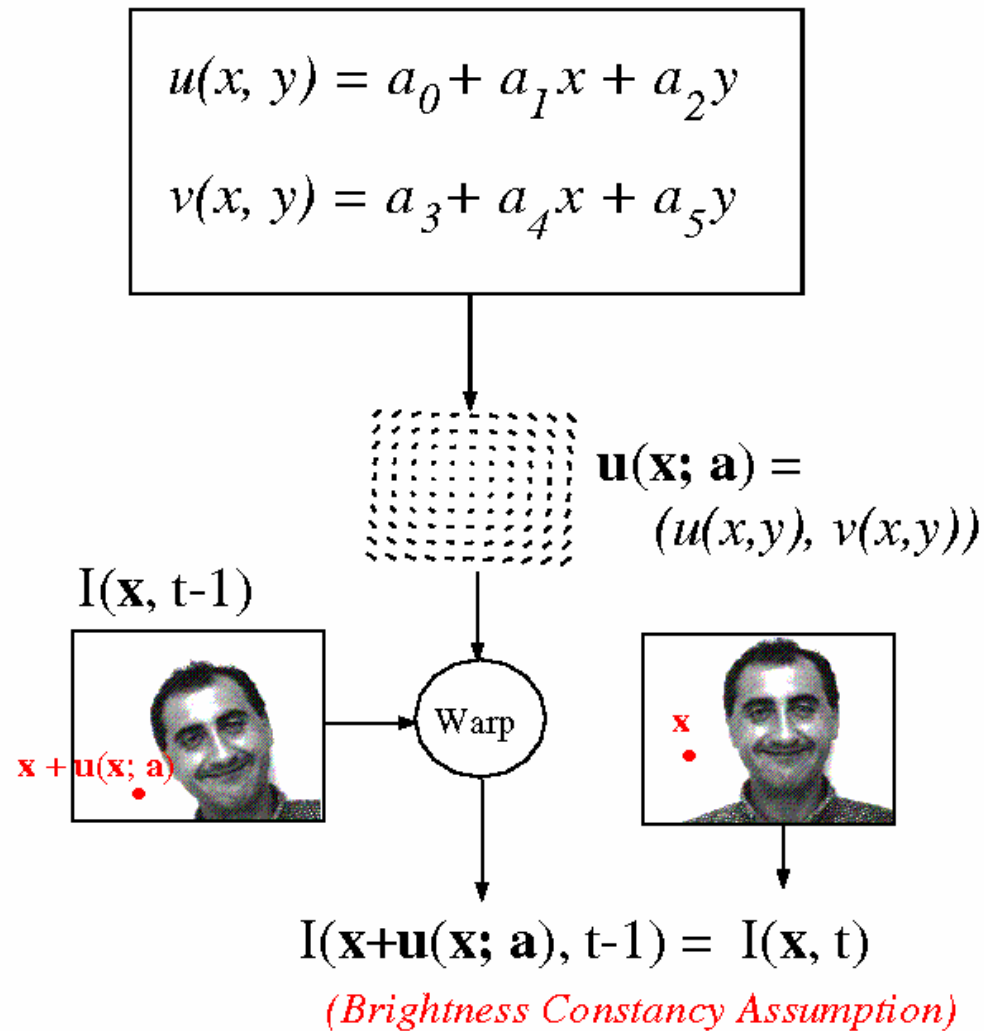 u(x, y) = a₀ + a₁x + a₂y
v(x, y) = a₃ + a₄x + a₅y
u(x; a) =
(u(x,y), v(x,y))
I(x, t-1)
Warp
x
x + u(x; a)
I(x+u(x; a), t-1) = I(x, t)
(Brightness Constancy Assumption)